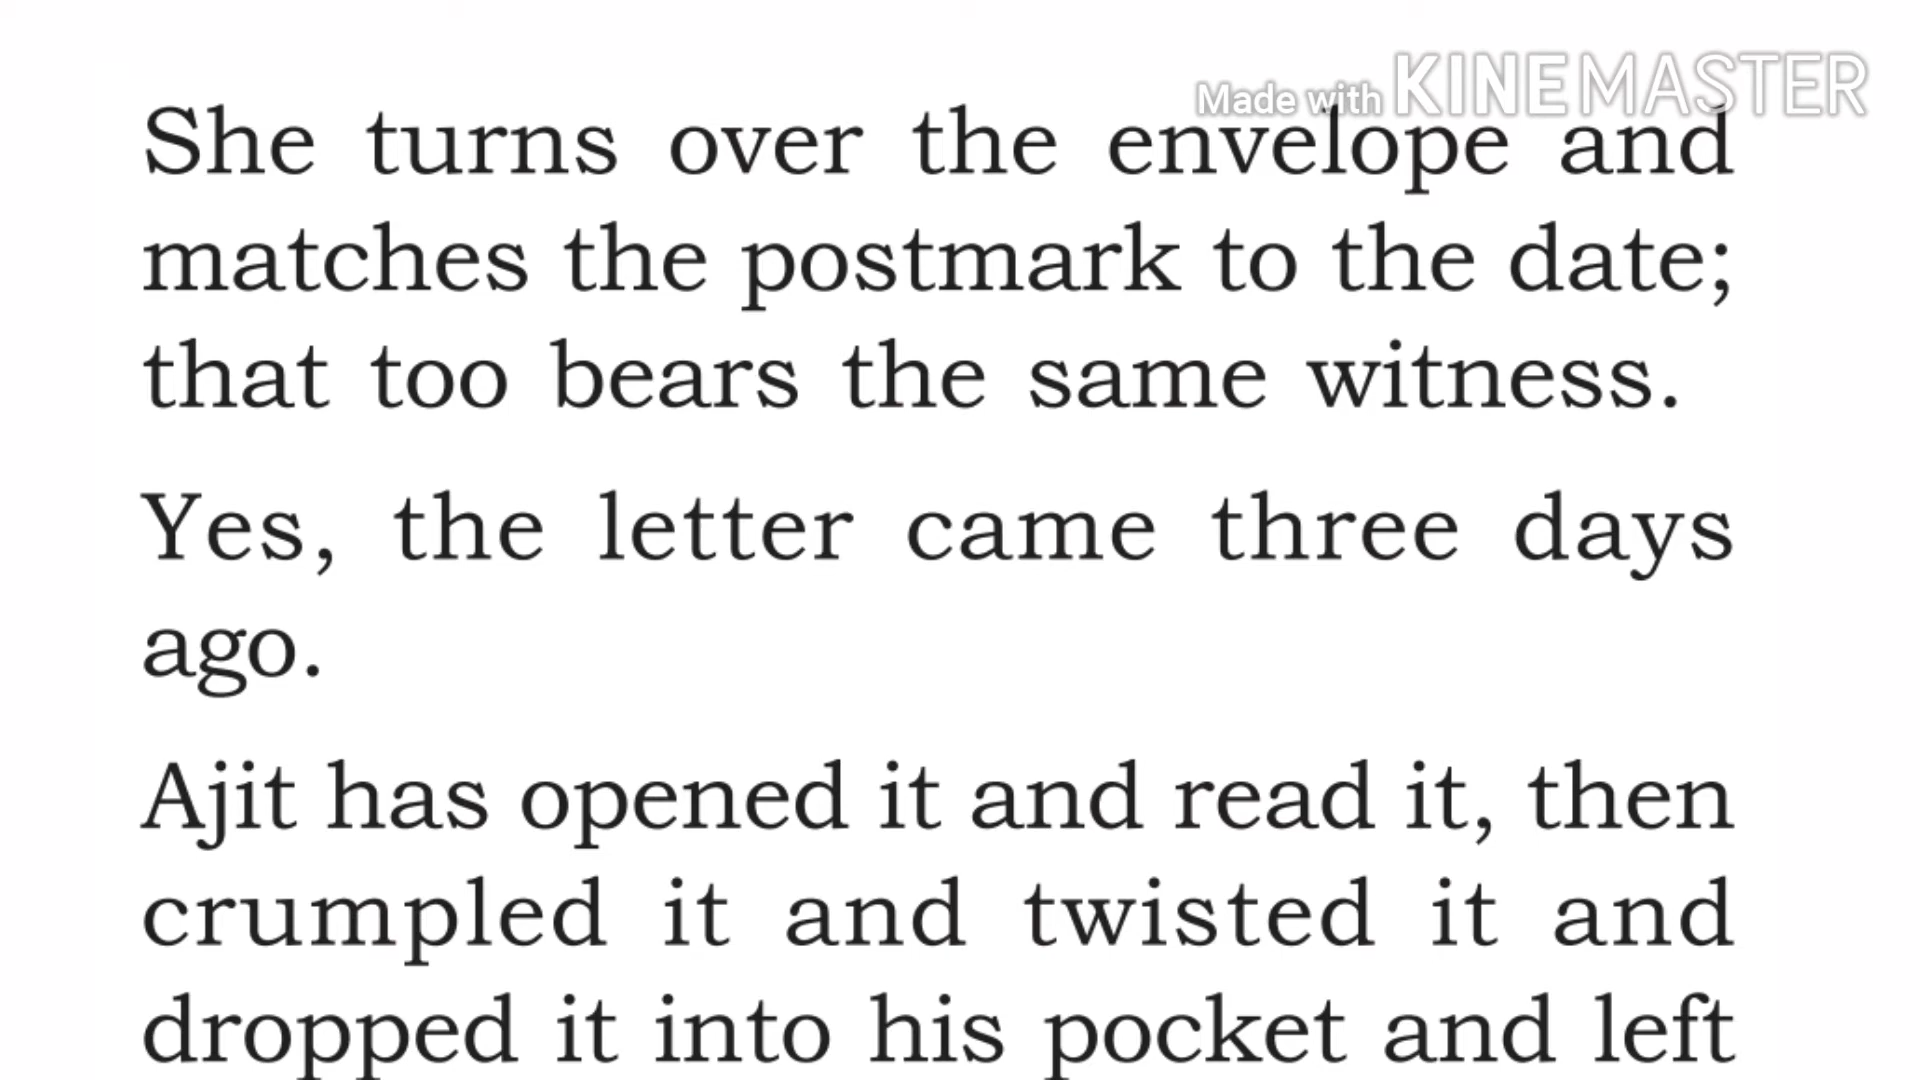 Made with KINEMASTER
She turns over the envelope and
matches the postmark to the date;
that too bears the same witness.
Yes, the letter came three days
ago.
Ajit has opened it and read it, then
crumpled it and twisted it and
dropped it into his pocket and left